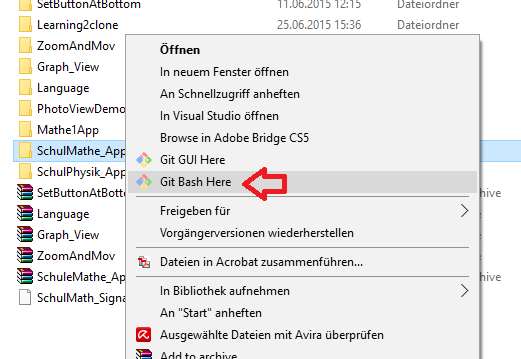 SetButtonAtBottom 11.06.2015 12:15 Dateiordner
Learning2clone 25.06.2015 13:36 Dateiordner
ZoomAndMov
Graph_View
Language
PhotoViewDemo
Mathe1App
SchulMathe_App
SchulPhysik_App
SetButtonAtBottom
Language
Graph_View
ZoomAndMov
SchuleMathe_App
SchulMath_Signa
Öffnen
In neuem Fenster öffnen
An Schnellzugriff anheften
In Visual Studio öffnen
Browse in Adobe Bridge CS5
Git GUI Here
Git Bash Here
Freigeben für
Vorgängerversionen wiederherstellen
Dateien in Acrobat zusammenführen...
In Bibliothek aufnehmen
An "Start" anheften
Ausgewählte Dateien mit Avira überprüfen
Add to archive